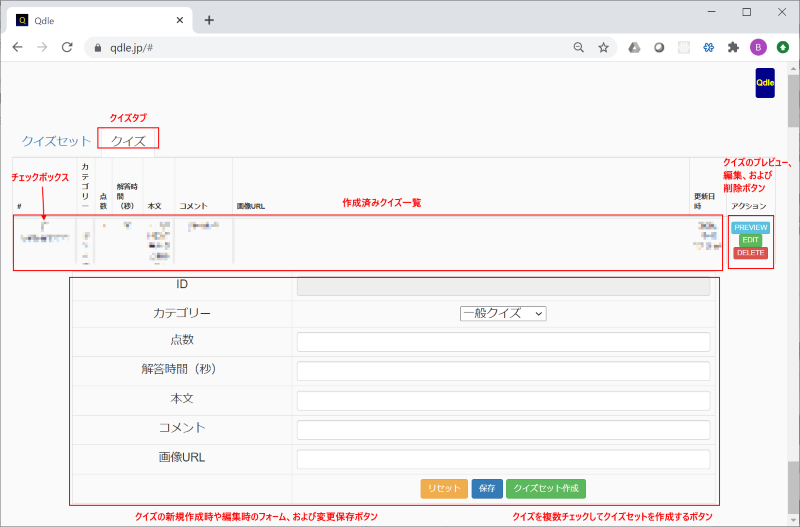 Qdle
qdle.jp/#
B
Qdle
クイズタブ
クイズセット
クイズ
クイズのプレビュー、
編集、および
削除ボタン
チェックボックス
#
カテゴリー
点数
解答時間（秒）
本文
コメント
画像URL
作成済みクイズ一覧
更新日時
アクション
PREVIEW
EDIT
DELETE
ID
カテゴリー
一般クイズ
点数
解答時間（秒）
本文
コメント
画像URL
リセット
保存
クイズセット作成
クイズの新規作成時や編集時のフォーム、および変更保存ボタン
クイズを複数チェックしてクイズセットを作成するボタン